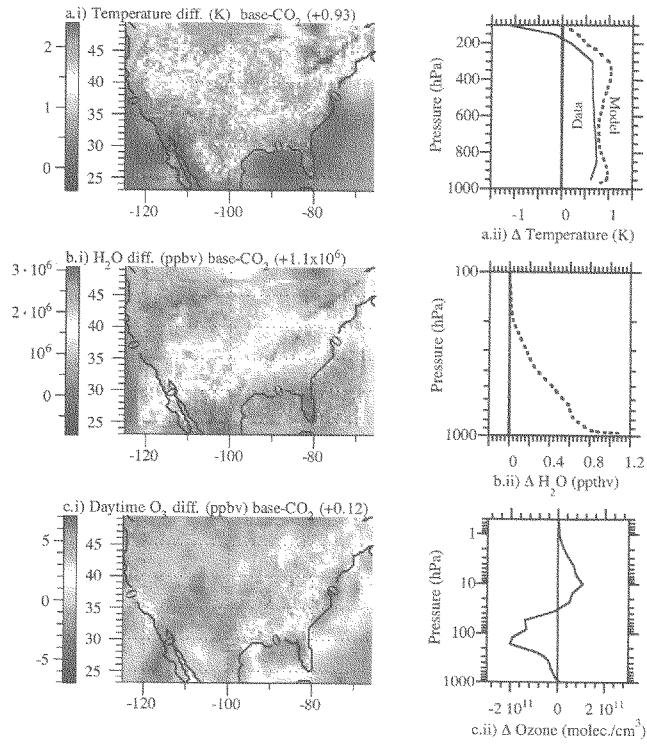 a.i) Temperature diff. (K) base-CO2 (+0.93)
2
1
0
45
40
35
30
25
-120 -100 -80
Pressure (hPa)
200
400
600
800
1000
Data
Model
-1 0 1
a.ii) Δ Temperature (K)
b.i) H2O diff. (ppbv) base-CO2 (+1.1x10^6)
3·10^6
2·10^6
10^6
0
45
40
35
30
25
-120 -100 -80
Pressure (hPa)
100
1000
0 0.4 0.8 1.2
b.ii) Δ H2O (ppthv)
c.i) Daytime O3 diff. (ppbv) base-CO2 (+0.12)
5
0
-5
45
40
35
30
25
-120 -100 -80
Pressure (hPa)
1
10
100
1000
-2 10^11 0 2 10^11
c.ii) Δ Ozone (molec./cm^3)